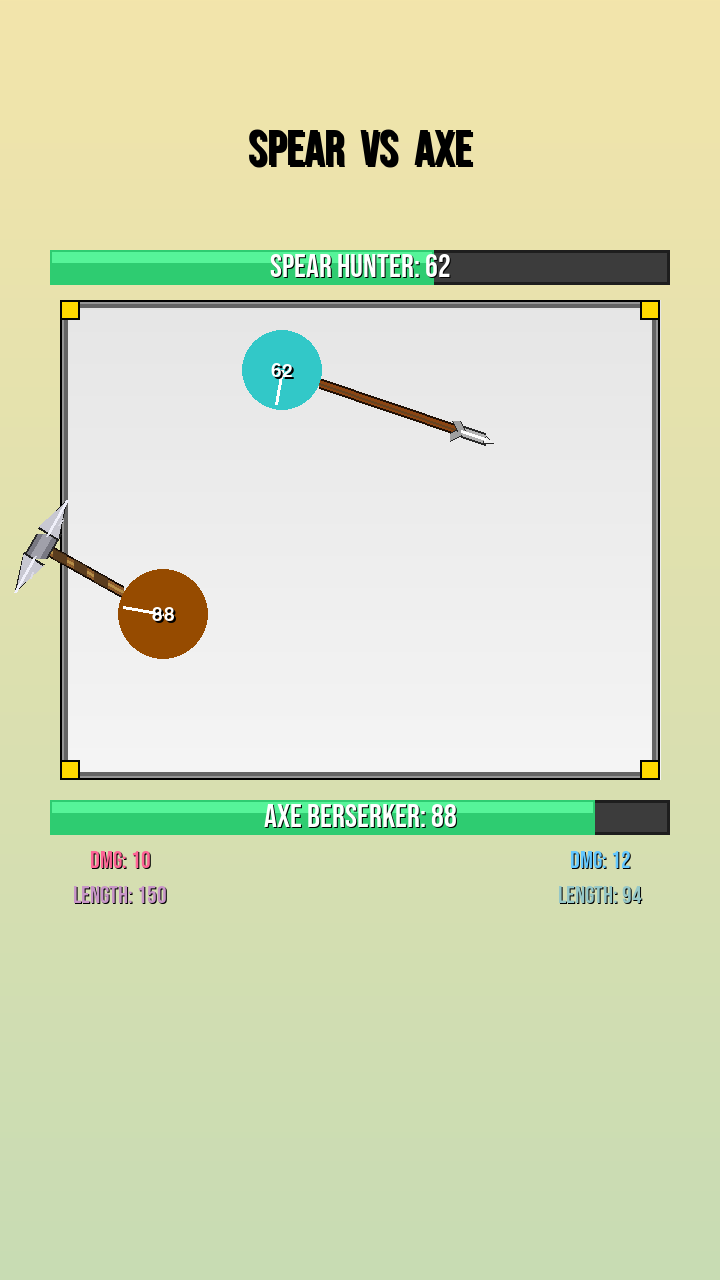 SPEAR VS AXE
SPEAR HUNTER: 62
62
88
AXE BERSERKER: 88
DMG: 10
DMG: 12
LENGTH: 150
LENGTH: 94